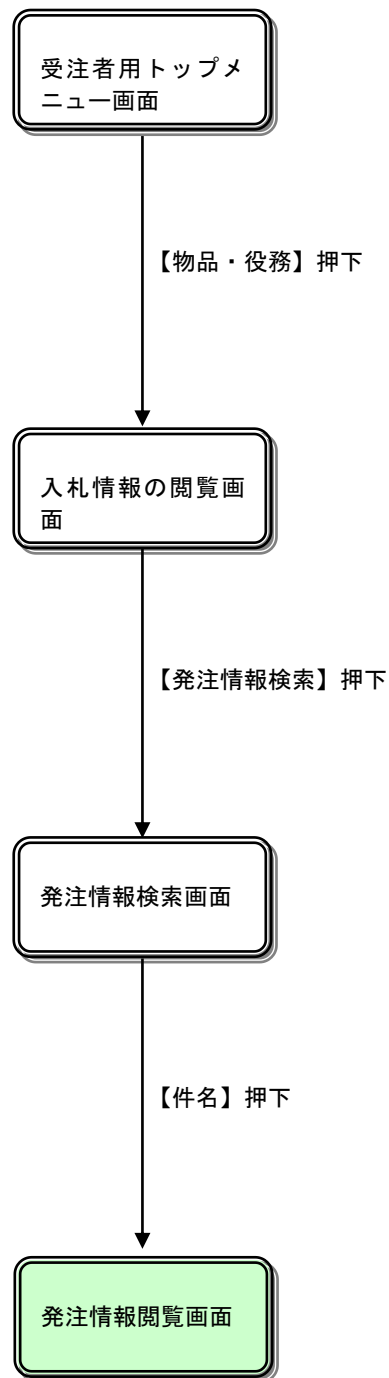 受注者用トップメ
ニュー画面
【物品・役務】押下
入札情報の閲覧画
面
【発注情報検索】押下
発注情報検索画面
【件名】押下
発注情報閲覧画面